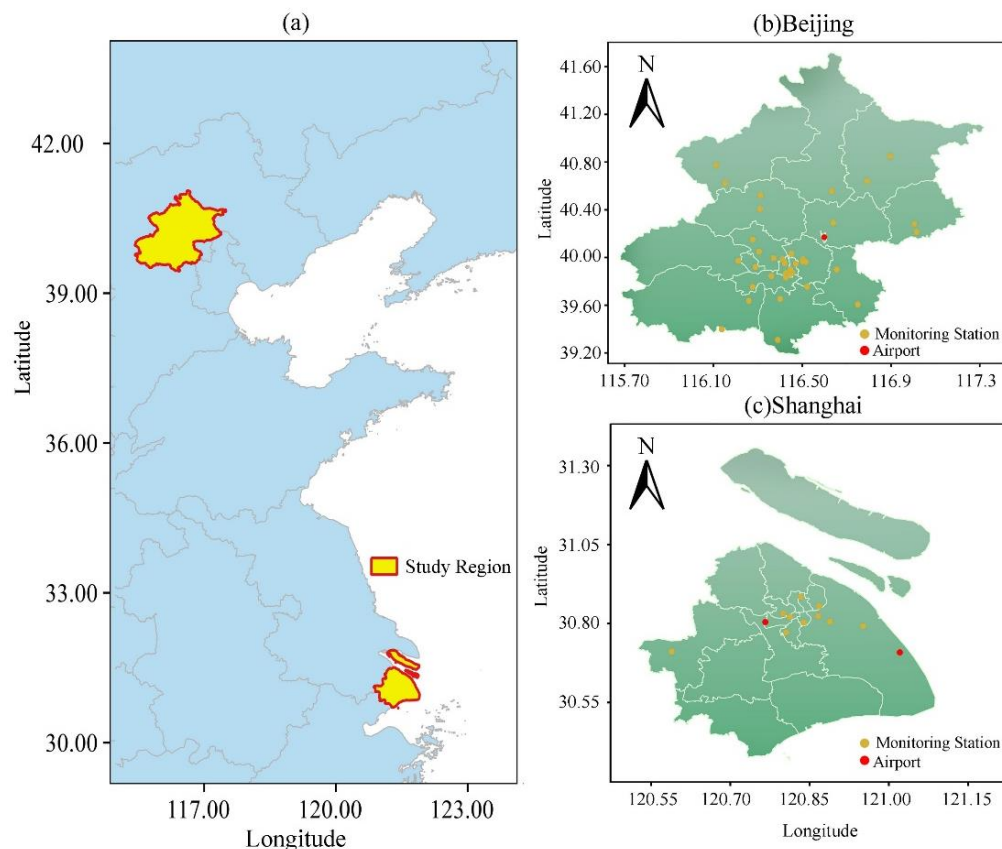 (a)
42.00
39.00
36.00
33.00
30.00
Latitude
Study Region
117.00 120.00 123.00
Longitude
(b)Beijing
N
41.60
41.20
40.80
40.40
40.00
39.60
39.20
Latitude
Monitoring Station
Airport
115.70 116.10 116.50 116.9 117.3
(c)Shanghai
N
31.30
31.05
30.80
30.55
Latitude
Monitoring Station
Airport
120.55 120.70 120.85 121.02 121.15
Longitude